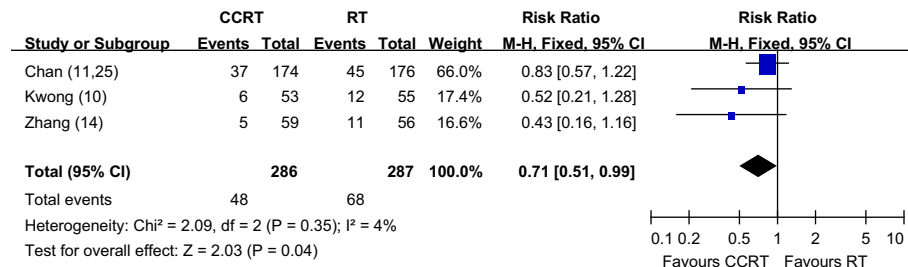 CCRT RT Risk Ratio Risk Ratio
Study or Subgroup Events Total Events Total Weight M-H, Fixed, 95% CI M-H, Fixed, 95% CI
Chan (11,25) 37 174 45 176 66.0% 0.83 [0.57, 1.22]
Kwong (10) 6 53 12 55 17.4% 0.52 [0.21, 1.28]
Zhang (14) 5 59 11 56 16.6% 0.43 [0.16, 1.16]
Total (95% CI) 286 287 100.0% 0.71 [0.51, 0.99]
Total events 48 68
Heterogeneity: Chi² = 2.09, df = 2 (P = 0.35); I² = 4%
Test for overall effect: Z = 2.03 (P = 0.04)
0.1 0.2 0.5 1 2 5 10
Favours CCRT Favours RT